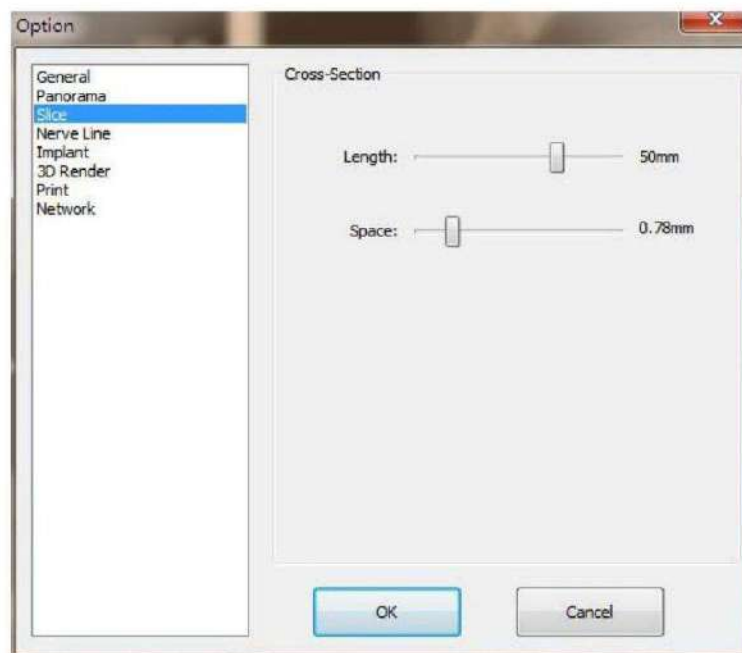 Option
General
Panorama
Slice
Nerve Line
Implant
3D Render
Print
Network
Cross-Section
Length: 50mm
Space: 0.78mm
OK Cancel